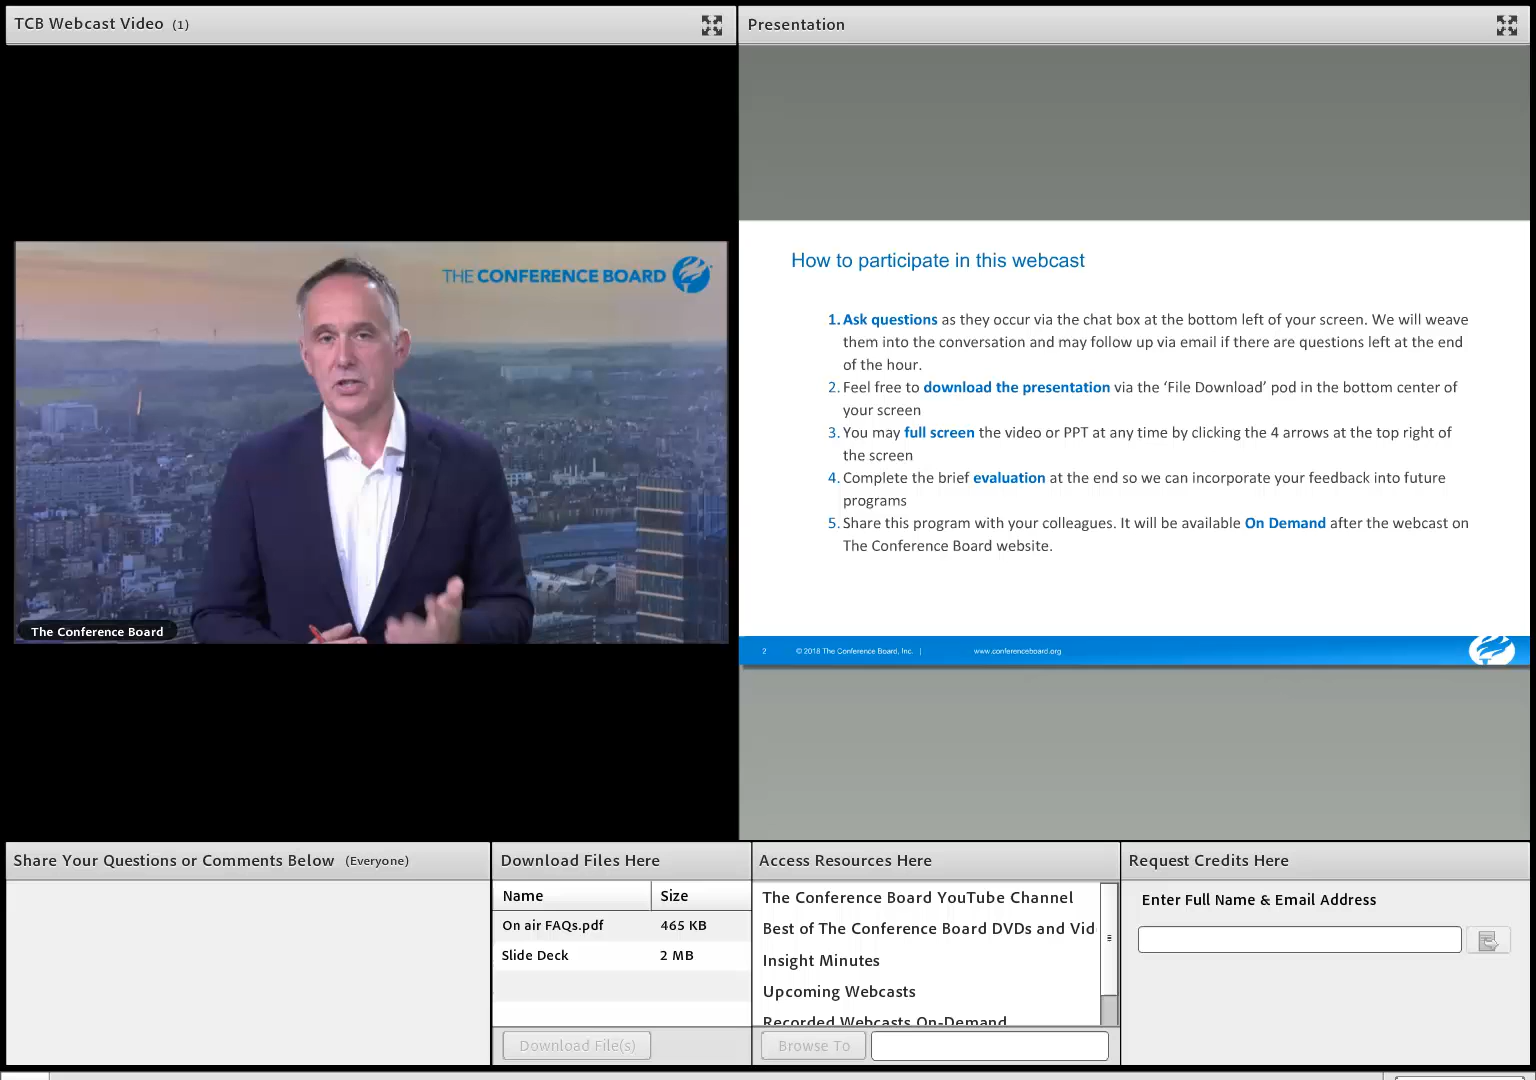 TCB Webcast Video (1)
Presentation
THE CONFERENCE BOARD
The Conference Board
How to participate in this webcast
1. Ask questions as they occur via the chat box at the bottom left of your screen. We will weave
them into the conversation and may follow up via email if there are questions left at the end
of the hour.
2. Feel free to download the presentation via the ‘File Download’ pod in the bottom center of
your screen
3. You may full screen the video or PPT at any time by clicking the 4 arrows at the top right of
the screen
4. Complete the brief evaluation at the end so we can incorporate your feedback into future
programs
5. Share this program with your colleagues. It will be available On Demand after the webcast on
The Conference Board website.
2 © 2018 The Conference Board, Inc. | www.conferenceboard.org
Share Your Questions or Comments Below (Everyone)
Download Files Here
Name Size
On air FAQs.pdf 465 KB
Slide Deck 2 MB
Download File(s)
Access Resources Here
The Conference Board YouTube Channel
Best of The Conference Board DVDs and Vid
Insight Minutes
Upcoming Webcasts
Recorded Webcasts On-Demand
Browse To
Request Credits Here
Enter Full Name & Email Address